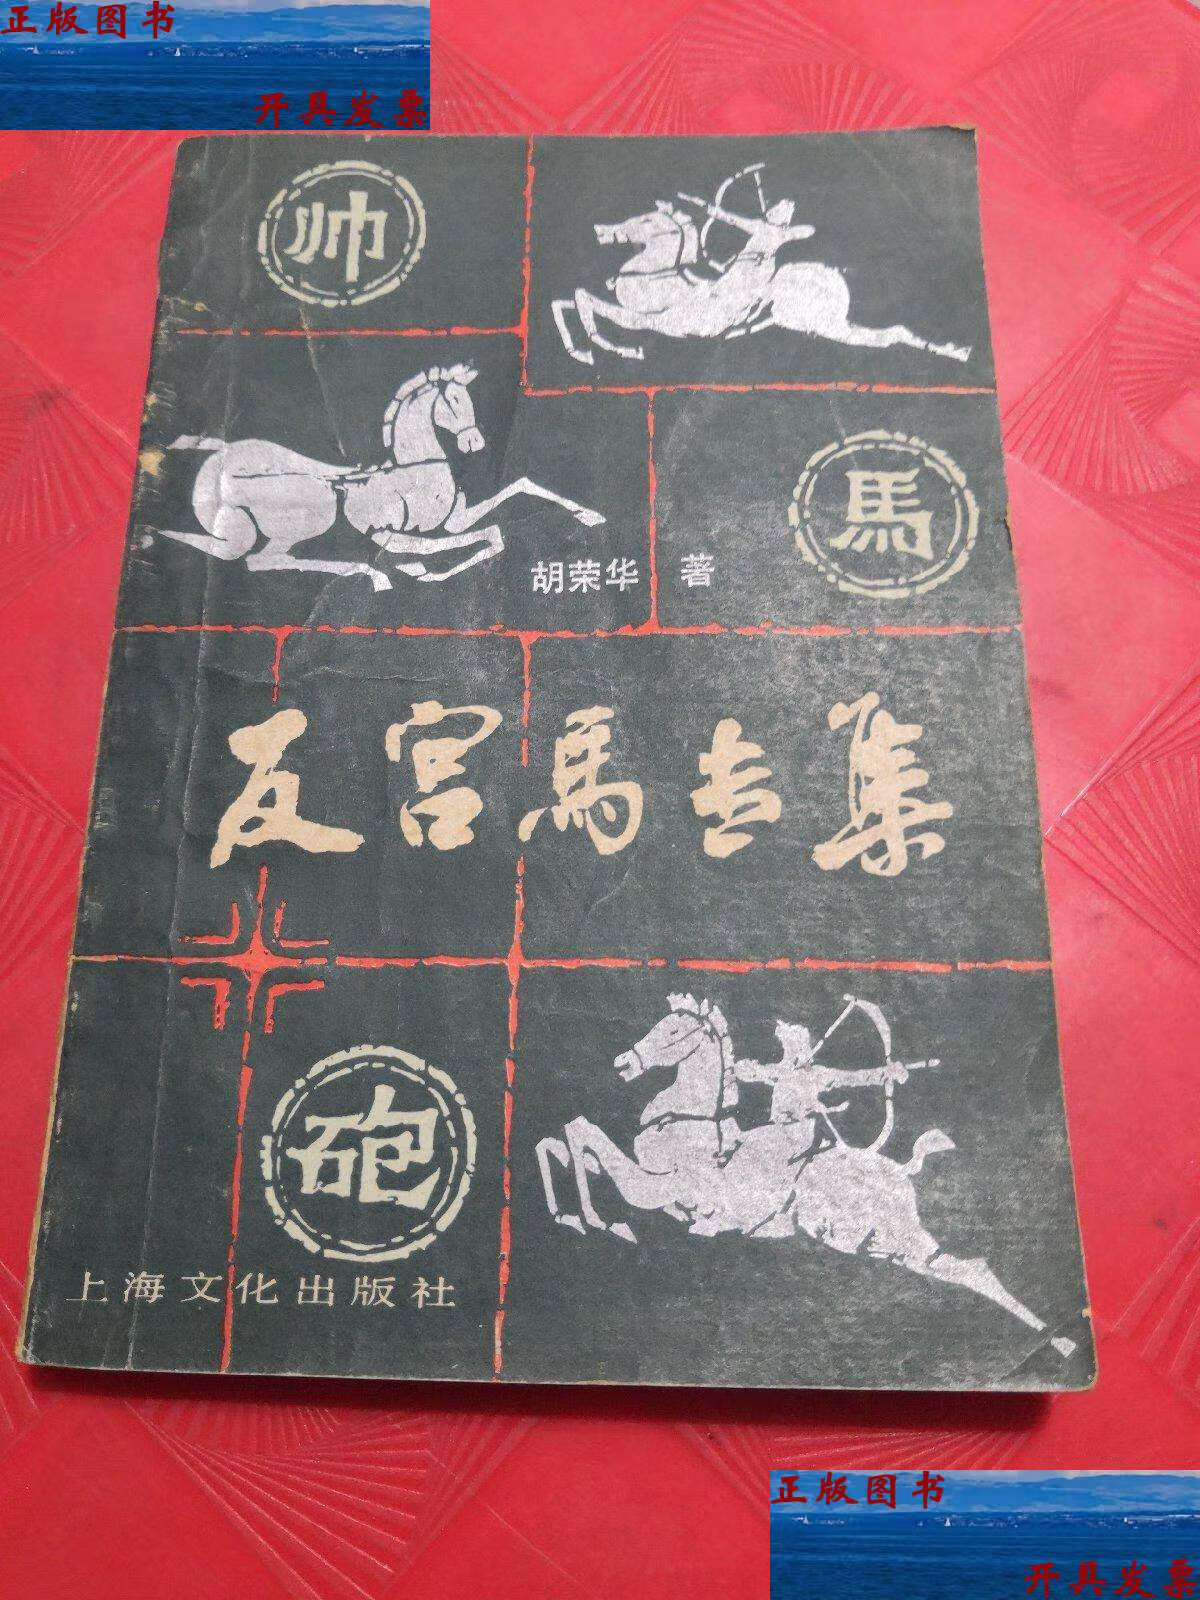 正版图书
开具发票
帅
馬
胡荣华 著
反宫馬专集
砲
上海文化出版社
正版图书
开具发票